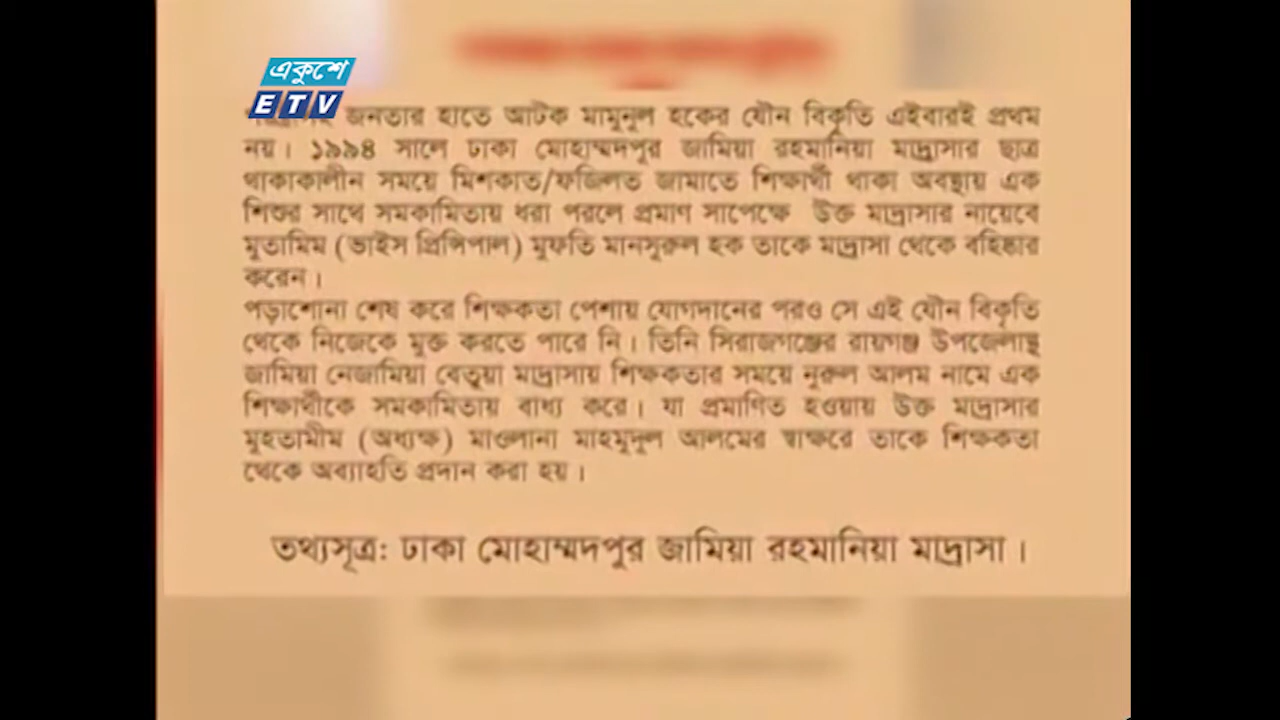 একুশে
ETV
জনতার হাতে আটক মামুনুল হকের যৌন বিকৃতি এইবারই প্রথম
নয়। ১৯৯৪ সালে ঢাকা মোহাম্মদপুর জামিয়া রহমানিয়া মাদ্রাসার ছাত্র
থাকাকালীন সময়ে মিশকাত/ফজিলত জামাতে শিক্ষার্থী থাকা অবস্থায় এক
শিশুর সাথে সমকামিতায় ধরা পরলে প্রমাণ সাপেক্ষে উক্ত মাদ্রাসার নায়েবে
মুতামিম (ভাইস প্রিন্সিপাল) মুফতি মানসূরুল হক তাকে মাদ্রাসা থেকে বহিষ্কার
করেন।
পড়াশোনা শেষ করে শিক্ষকতা পেশায় যোগদানের পরও সে এই যৌন বিকৃতি
থেকে নিজেকে মুক্ত করতে পারে নি। তিনি সিরাজগঞ্জের রায়গঞ্জ উপজেলাস্থ
জামিয়া নেজামিয়া বেতুয়া মাদ্রাসায় শিক্ষকতার সময়ে নূরুল আলম নামে এক
শিক্ষার্থীকে সমকামিতায় বাধ্য করে। যা প্রমাণিত হওয়ায় উক্ত মাদ্রাসার
মুহতামীম (অধ্যক্ষ) মাওলানা মাহমুদুল আলমের স্বাক্ষরে তাকে শিক্ষকতা
থেকে অব্যাহতি প্রদান করা হয়।
তথ্যসূত্র: ঢাকা মোহাম্মদপুর জামিয়া রহমানিয়া মাদ্রাসা।